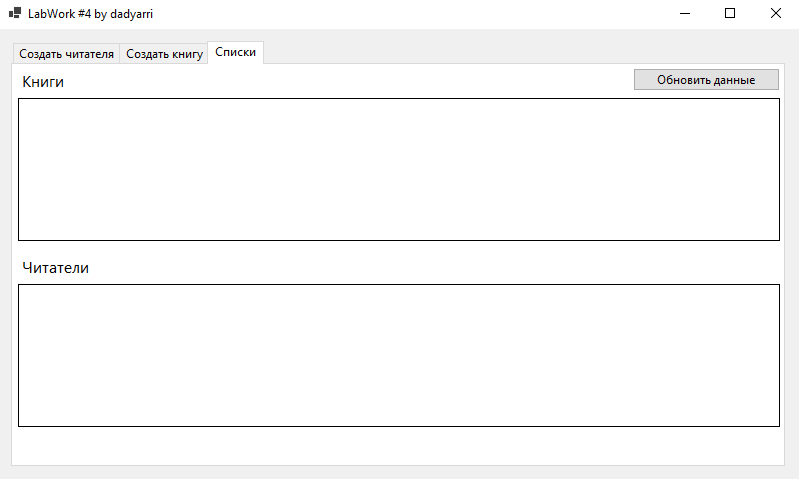 LabWork #4 by dadyarri
Создать читателя Создать книгу Списки
Книги
Обновить данные
Читатели